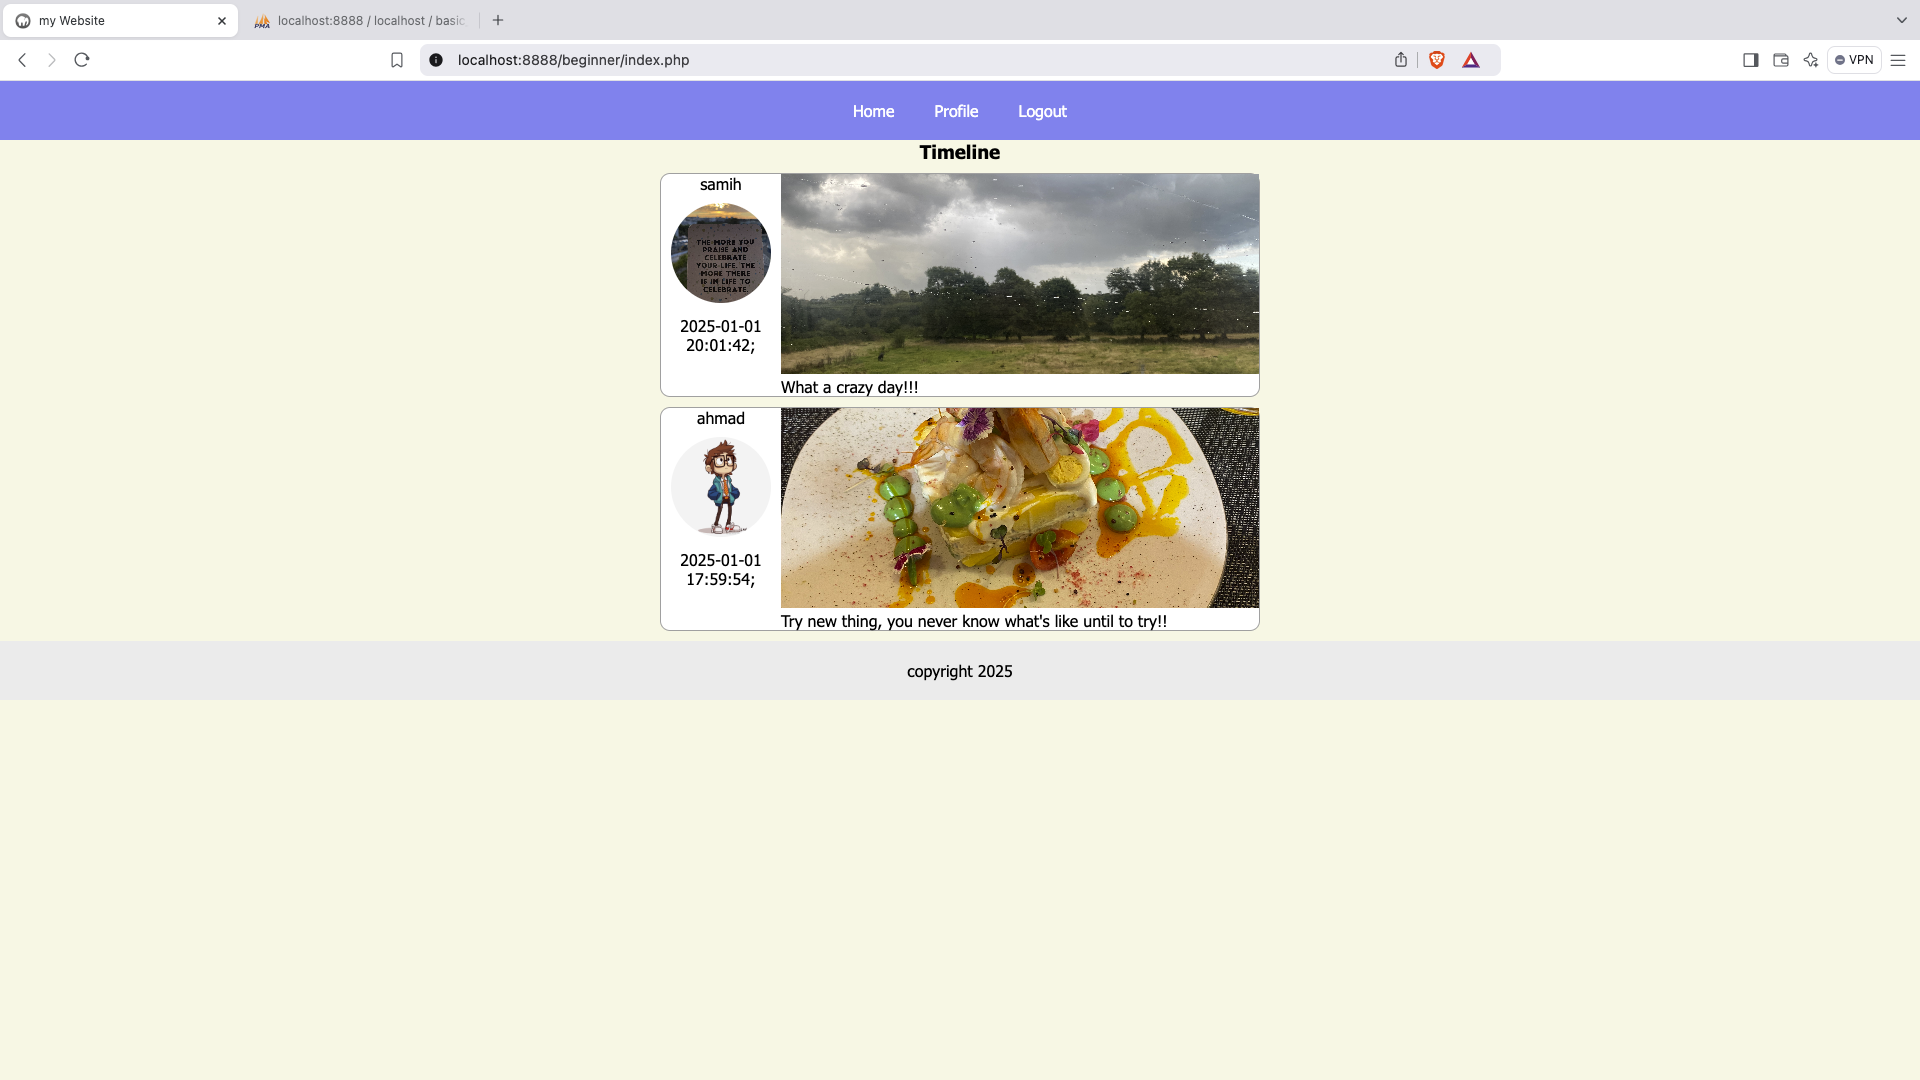 my Website
localhost:8888 / localhost / basic
localhost:8888/beginner/index.php
VPN
Home Profile Logout
Timeline
samih
THE MORE YOU
PRAISE AND
CELEBRATE
YOUR LIFE, THE
MORE THERE
IS IN LIFE TO
CELEBRATE.
2025-01-01
20:01:42;
What a crazy day!!!
ahmad
2025-01-01
17:59:54;
Try new thing, you never know what's like until to try!!
copyright 2025